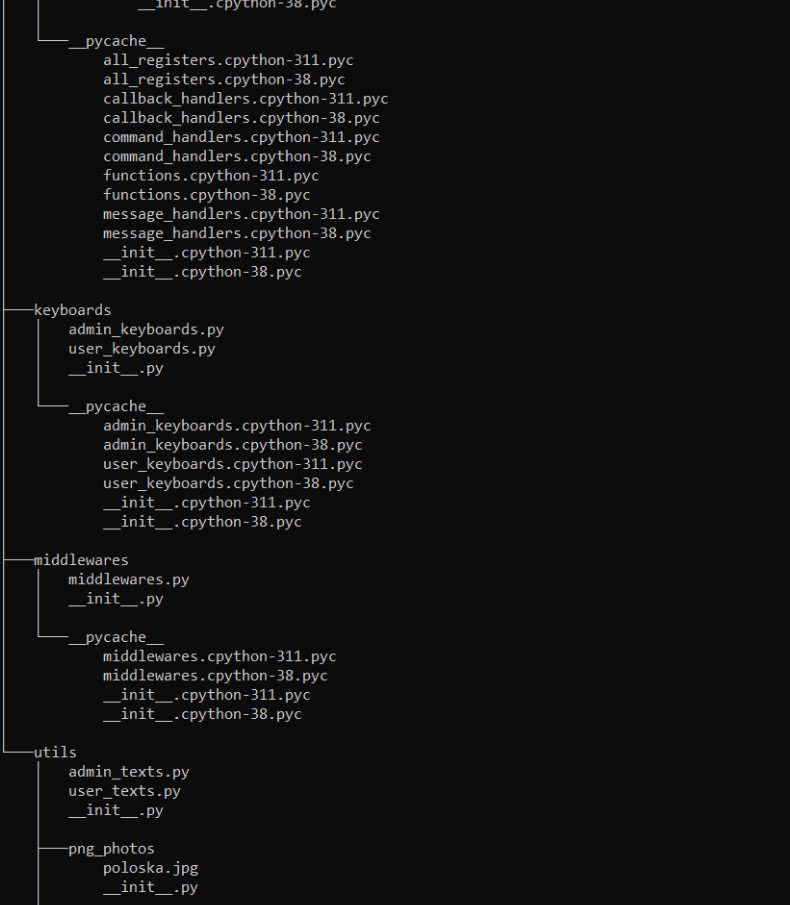 __init__.cpython-38.pyc
__pycache__
all_registers.cpython-311.pyc
all_registers.cpython-38.pyc
callback_handlers.cpython-311.pyc
callback_handlers.cpython-38.pyc
command_handlers.cpython-311.pyc
command_handlers.cpython-38.pyc
functions.cpython-311.pyc
functions.cpython-38.pyc
message_handlers.cpython-311.pyc
message_handlers.cpython-38.pyc
__init__.cpython-311.pyc
__init__.cpython-38.pyc
keyboards
admin_keyboards.py
user_keyboards.py
__init__.py
__pycache__
admin_keyboards.cpython-311.pyc
admin_keyboards.cpython-38.pyc
user_keyboards.cpython-311.pyc
user_keyboards.cpython-38.pyc
__init__.cpython-311.pyc
__init__.cpython-38.pyc
middlewares
middlewares.py
__init__.py
__pycache__
middlewares.cpython-311.pyc
middlewares.cpython-38.pyc
__init__.cpython-311.pyc
__init__.cpython-38.pyc
utils
admin_texts.py
user_texts.py
__init__.py
png_photos
poloska.jpg
__init__.py